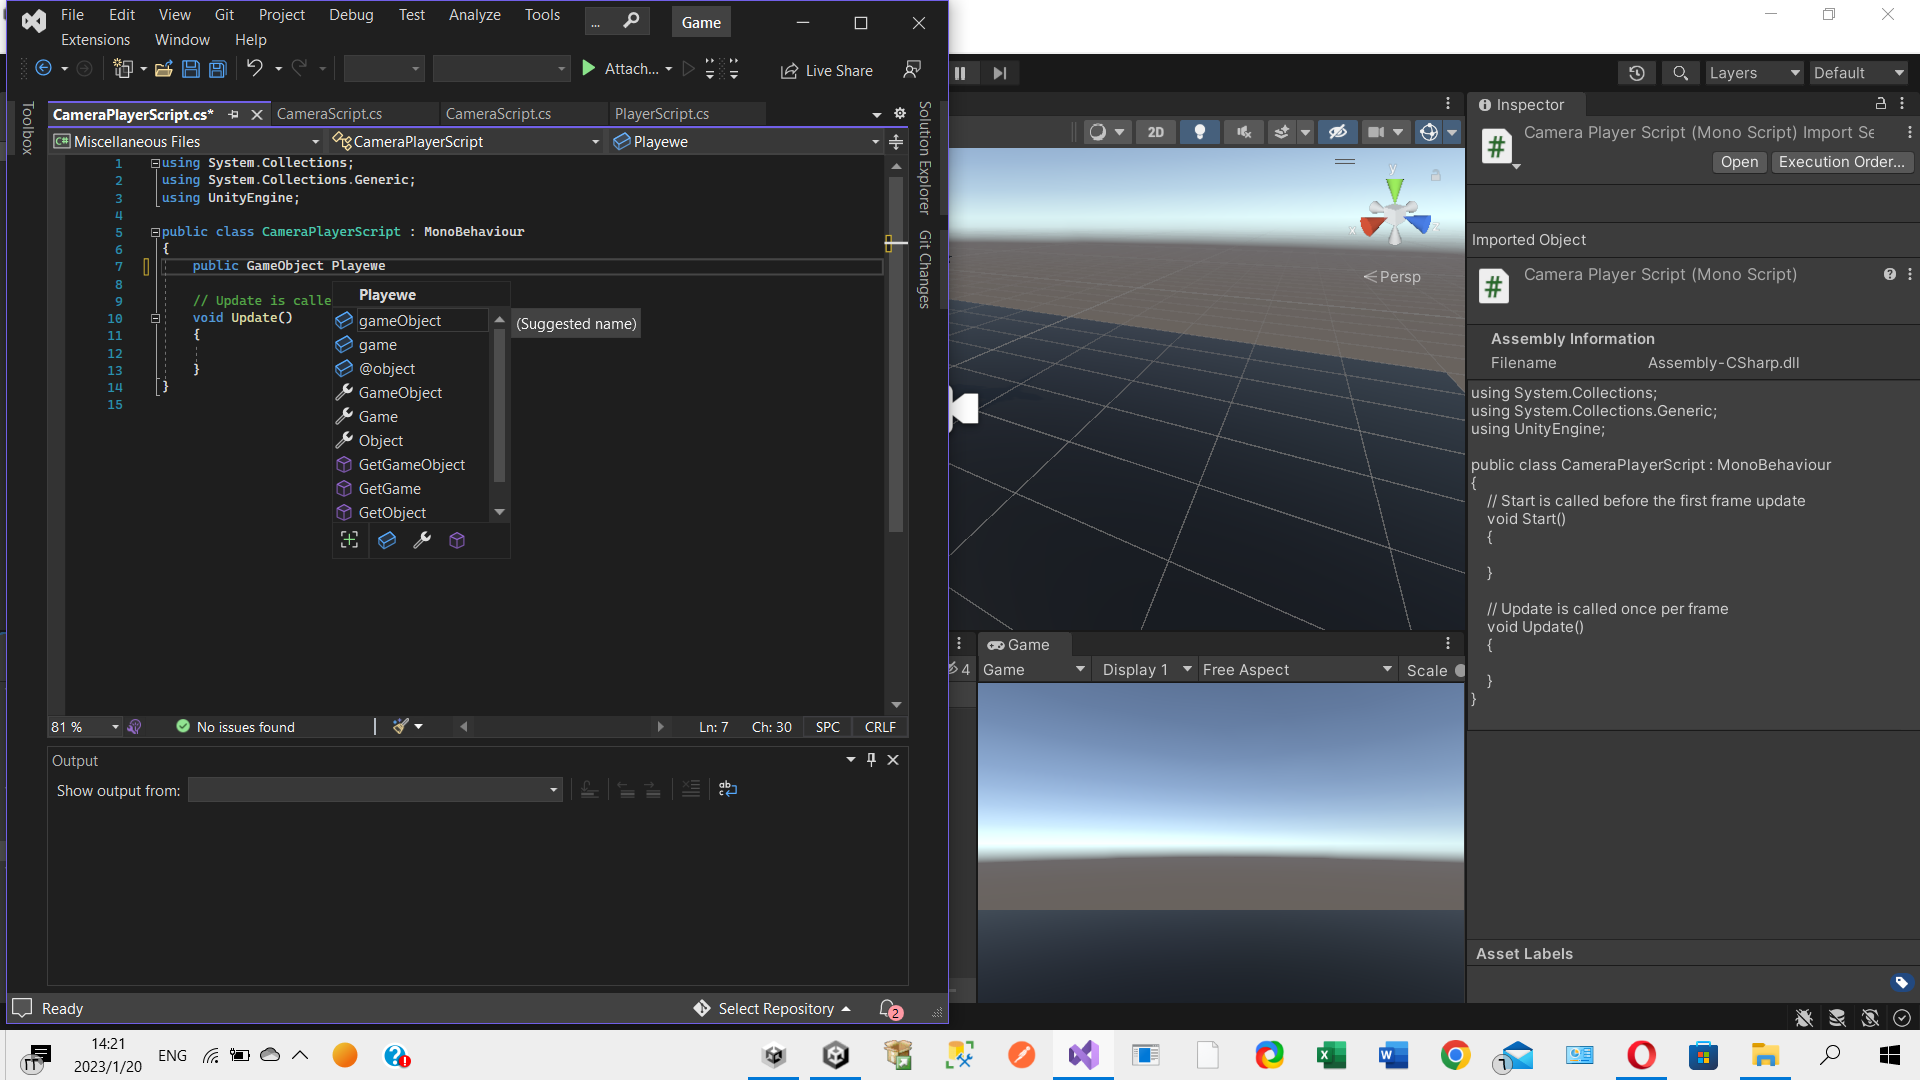 File Edit View Git Project Debug Test Analyze Tools ... Game
Extensions Window Help
Attach... Live Share
Toolbox
CameraPlayerScript.cs* CameraScript.cs CameraScript.cs PlayerScript.cs
Miscellaneous Files CameraPlayerScript Playewe
1 using System.Collections;
2 using System.Collections.Generic;
3 using UnityEngine;
4
5 public class CameraPlayerScript : MonoBehaviour
6 {
7 public GameObject Playewe
8
9 // Update is calle
10 void Update()
11 {
12
13 }
14 }
15
Playewe
gameObject
(Suggested name)
game
@object
GameObject
Game
Object
GetGameObject
GetGame
GetObject
Solution Explorer
Git Changes
81 % No issues found Ln: 7 Ch: 30 SPC CRLF
Output
Show output from:
Ready Select Repository 2
Layers Default
2D
y
x
z
Persp
Game
4 Game Display 1 Free Aspect Scale
Inspector
Camera Player Script (Mono Script) Import Se
Open Execution Order...
Imported Object
Camera Player Script (Mono Script)
Assembly Information
Filename Assembly-CSharp.dll
using System.Collections;
using System.Collections.Generic;
using UnityEngine;
public class CameraPlayerScript : MonoBehaviour
{
// Start is called before the first frame update
void Start()
{
}
// Update is called once per frame
void Update()
{
}
}
Asset Labels
14:21
2023/1/20
ENG
7